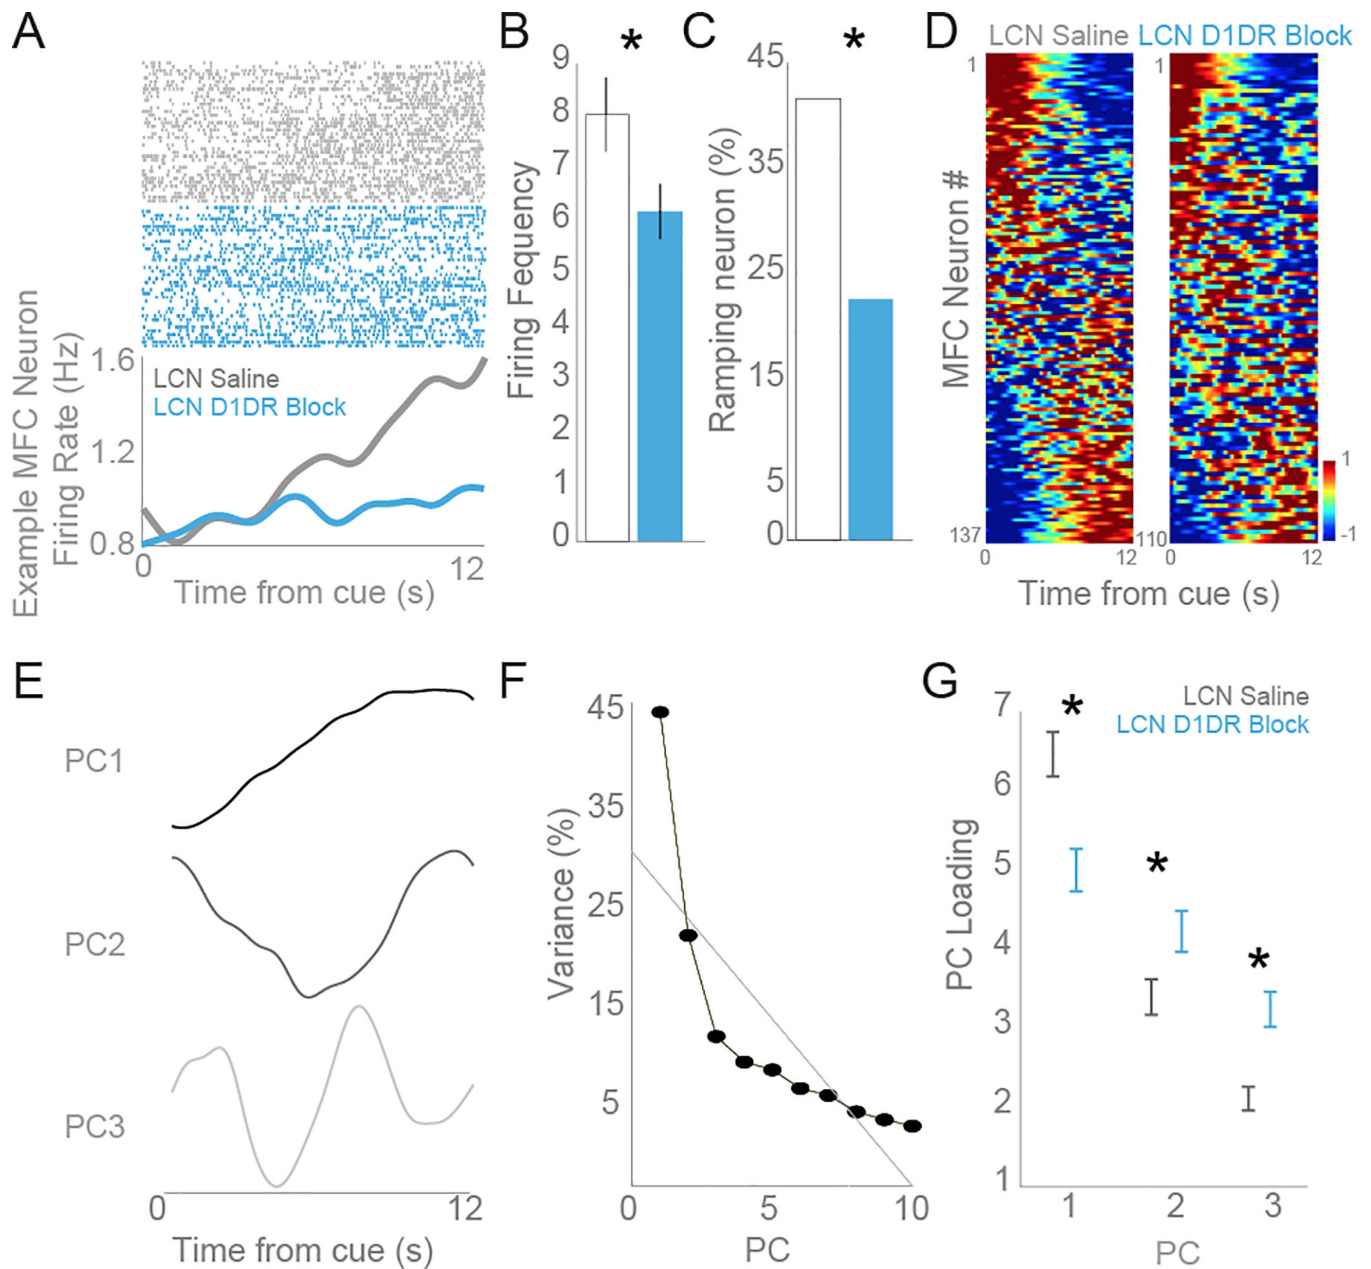 A
Example MFC Neuron
Firing Rate (Hz)
1.6
1.2
0.8
LCN Saline
LCN D1DR Block
0
12
Time from cue (s)
B
*
Firing Fequency
9
8
7
6
5
4
3
2
1
0
C
*
Ramping neuron (%)
45
35
25
15
5
0
D
LCN Saline
LCN D1DR Block
MFC Neuron #
1
137
1
110
0
12
0
12
1
-1
Time from cue (s)
E
PC1
PC2
PC3
0
12
Time from cue (s)
F
Variance (%)
45
35
25
15
5
0
5
10
PC
G
LCN Saline
LCN D1DR Block
PC Loading
7
6
5
4
3
2
1
*
*
*
1
2
3
PC